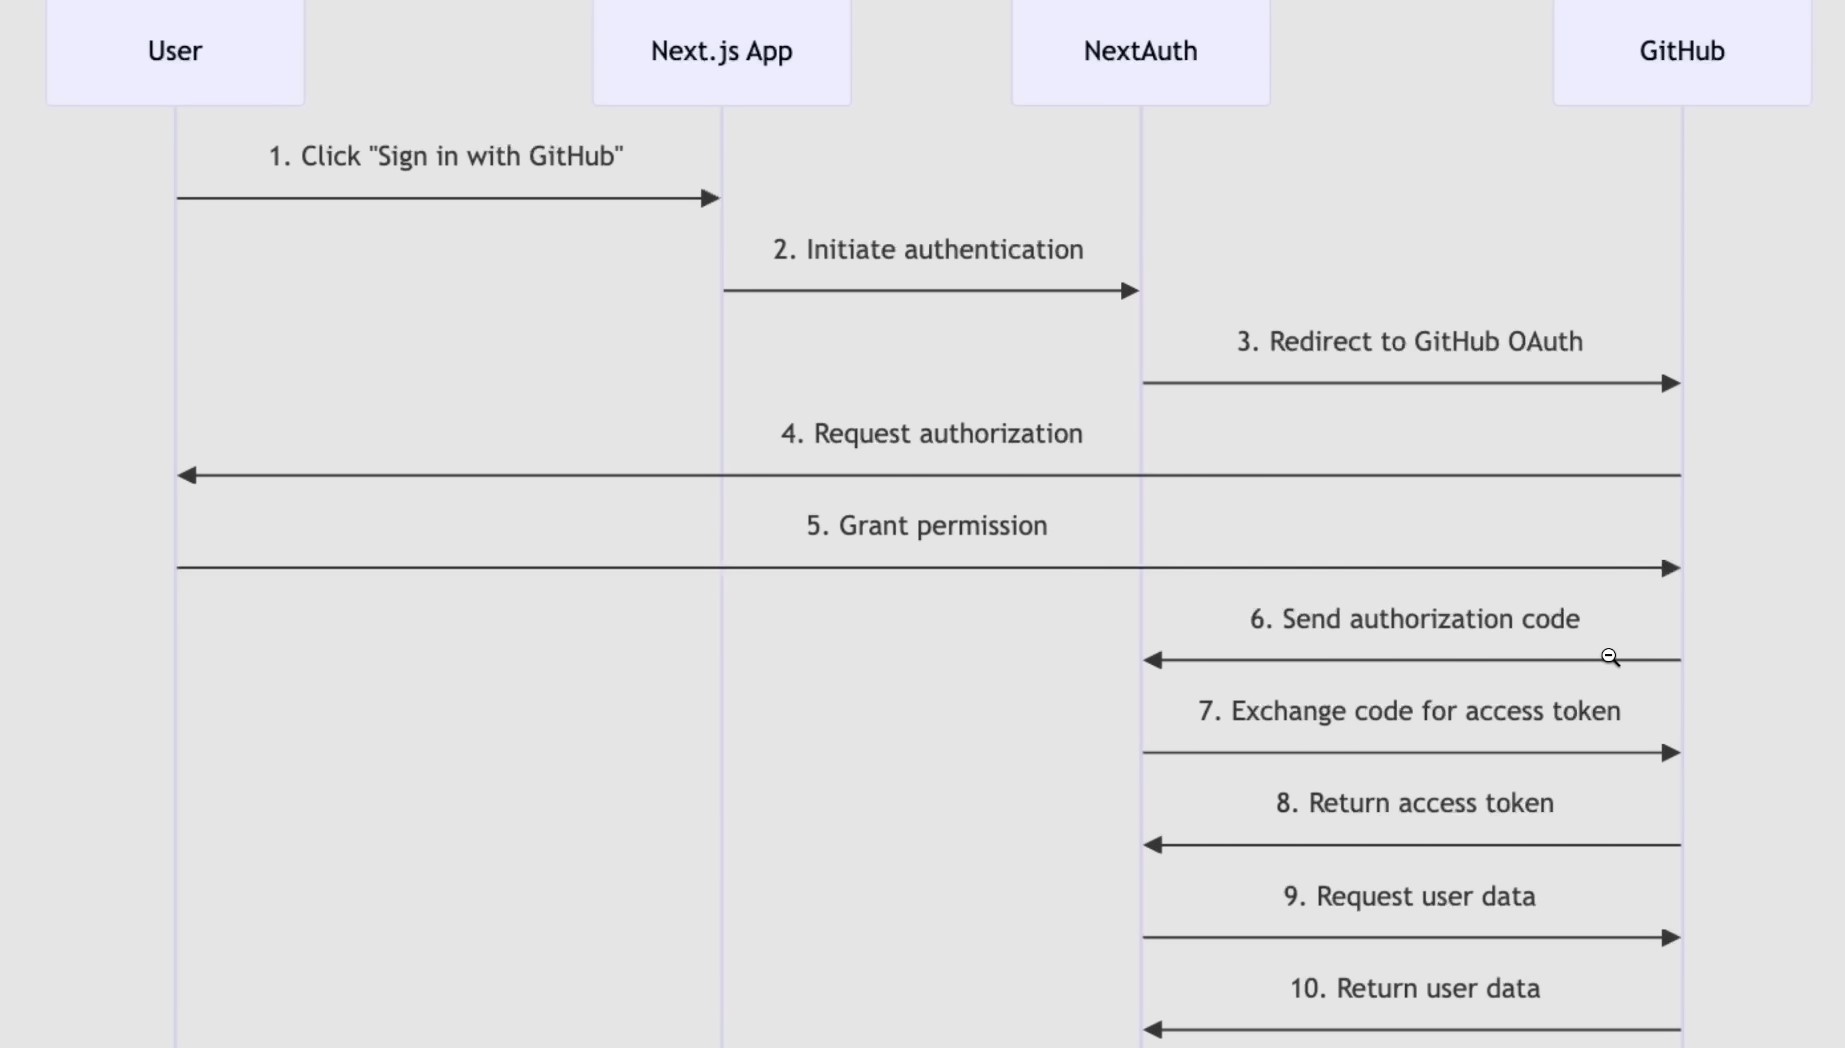 User
Next.js App
NextAuth
GitHub
1. Click "Sign in with GitHub"
2. Initiate authentication
3. Redirect to GitHub OAuth
4. Request authorization
5. Grant permission
6. Send authorization code
7. Exchange code for access token
8. Return access token
9. Request user data
10. Return user data